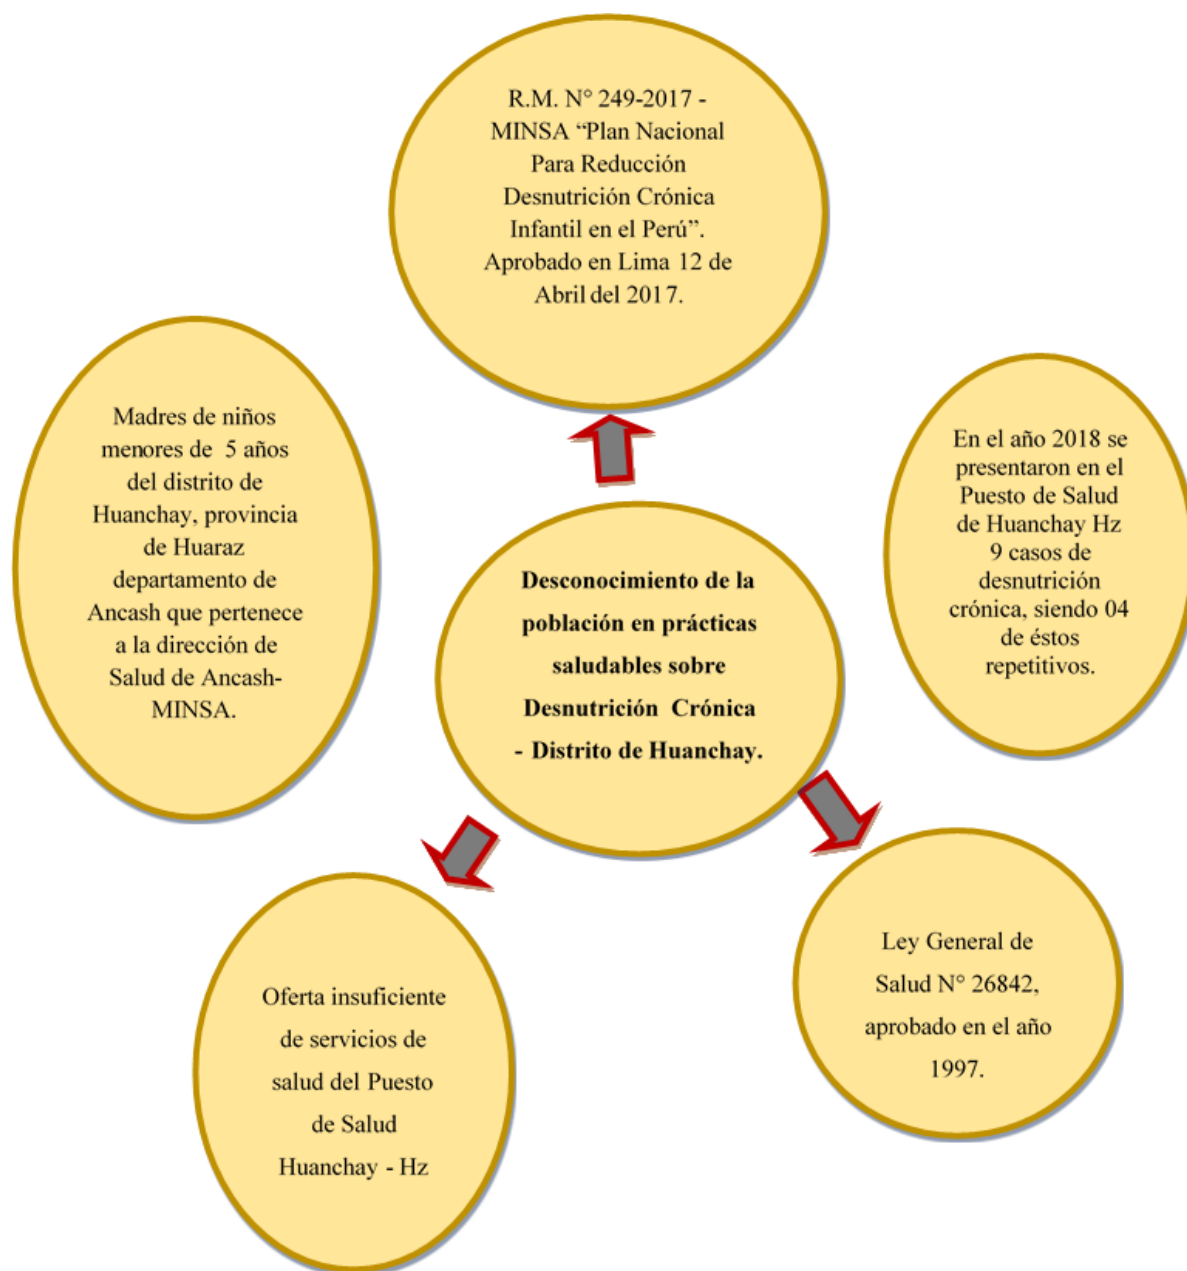 R.M. N° 249-2017 -
MINSA “Plan Nacional
Para Reducción
Desnutrición Crónica
Infantil en el Perú”.
Aprobado en Lima 12 de
Abril del 2017.
Madres de niños
menores de 5 años
del distrito de
Huanchay, provincia
de Huaraz
departamento de
Ancash que pertenece
a la dirección de
Salud de Ancash-
MINSA.
En el año 2018 se
presentaron en el
Puesto de Salud
de Huanchay Hz
9 casos de
desnutrición
crónica, siendo 04
de éstos
repetitivos.
Desconocimiento de la
población en prácticas
saludables sobre
Desnutrición Crónica
- Distrito de Huanchay.
Oferta insuficiente
de servicios de
salud del Puesto
de Salud
Huanchay - Hz
Ley General de
Salud N° 26842,
aprobado en el año
1997.